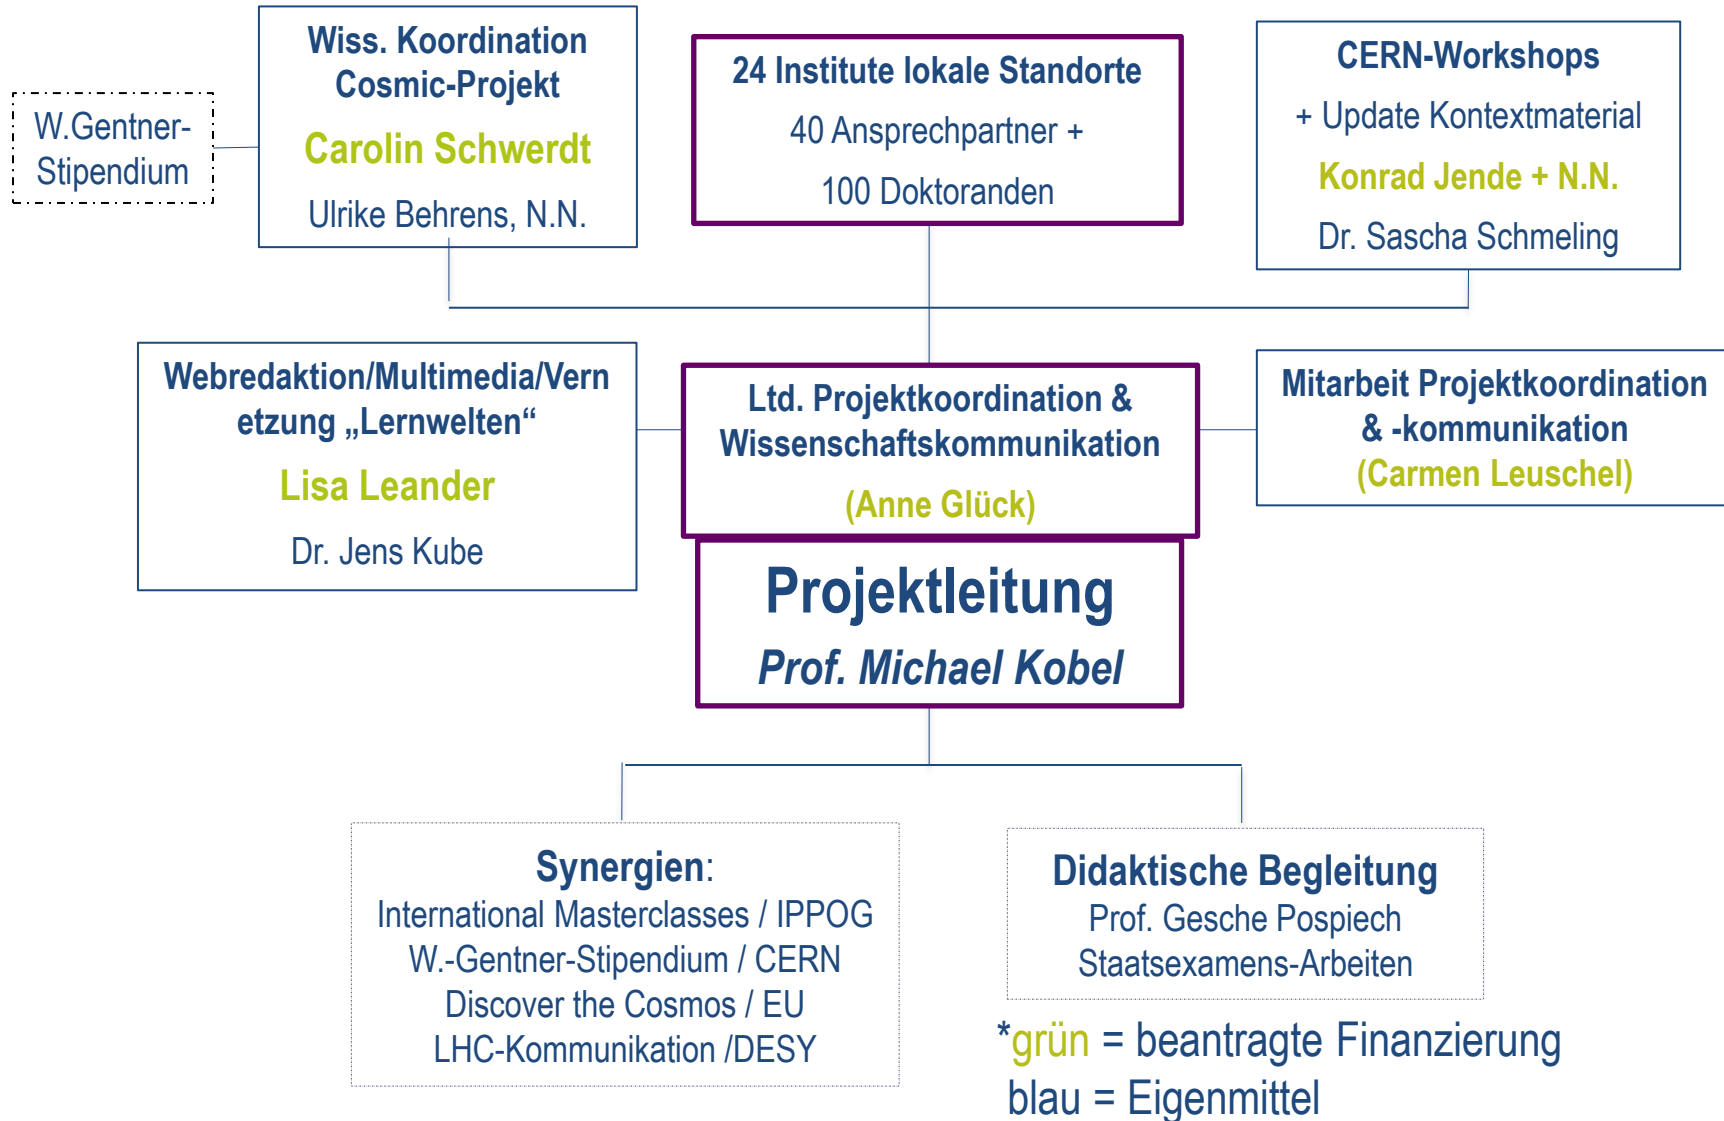 W.Gentner-
Stipendium
Wiss. Koordination
Cosmic-Projekt
Carolin Schwerdt
Ulrike Behrens, N.N.
24 Institute lokale Standorte
40 Ansprechpartner +
100 Doktoranden
CERN-Workshops
+ Update Kontextmaterial
Konrad Jende + N.N.
Dr. Sascha Schmeling
Webredaktion/Multimedia/Vern
etzung „Lernwelten“
Lisa Leander
Dr. Jens Kube
Ltd. Projektkoordination &
Wissenschaftskommunikation
(Anne Glück)
Mitarbeit Projektkoordination
& -kommunikation
(Carmen Leuschel)
Projektleitung
Prof. Michael Kobel
Synergien:
International Masterclasses / IPPOG
W.-Gentner-Stipendium / CERN
Discover the Cosmos / EU
LHC-Kommunikation /DESY
Didaktische Begleitung
Prof. Gesche Pospiech
Staatsexamens-Arbeiten
*grün = beantragte Finanzierung
blau = Eigenmittel